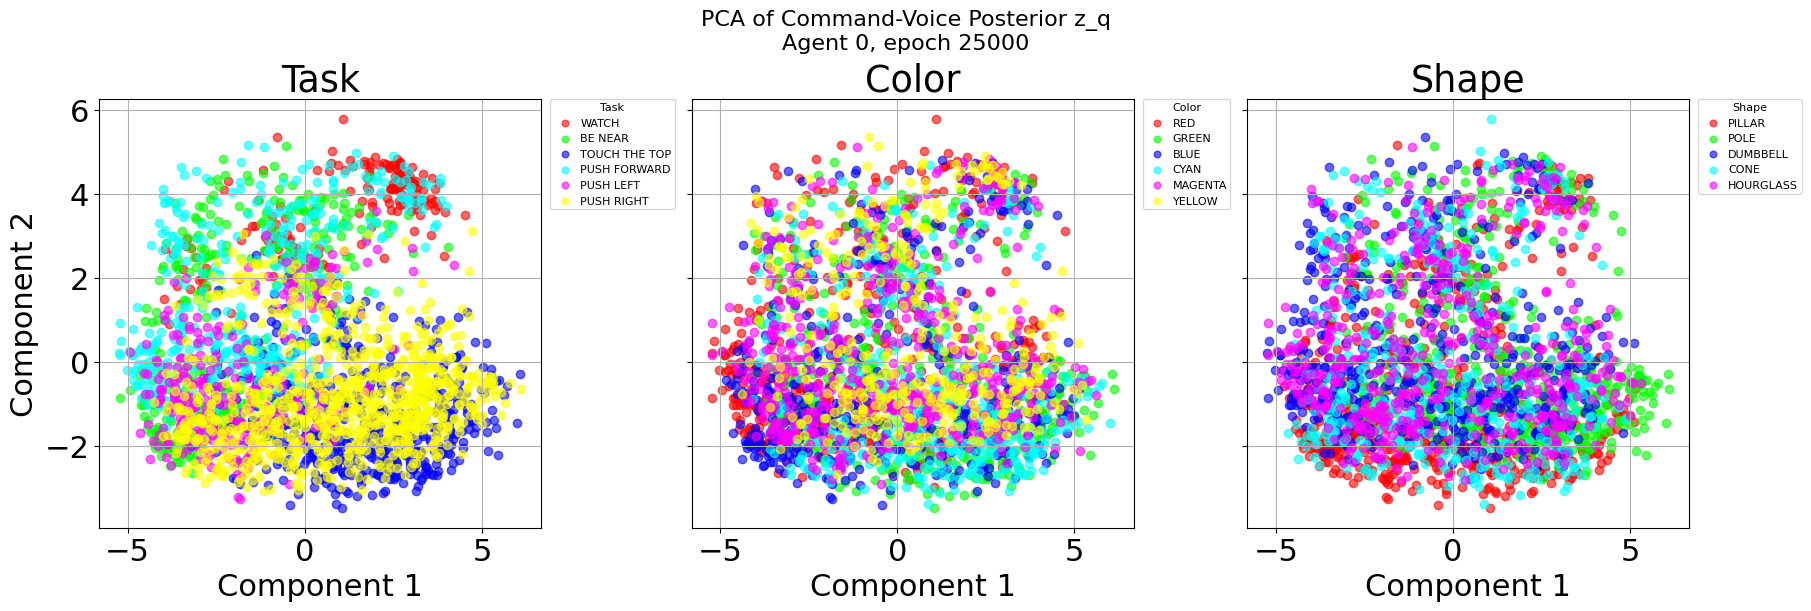 PCA of Command-Voice Posterior z_q
Agent 0, epoch 25000
Task
Component 2
6
4
2
0
−2
−5
0
5
Component 1
Task
WATCH
BE NEAR
TOUCH THE TOP
PUSH FORWARD
PUSH LEFT
PUSH RIGHT
Color
−5
0
5
Component 1
Color
RED
GREEN
BLUE
CYAN
MAGENTA
YELLOW
Shape
−5
0
5
Component 1
Shape
PILLAR
POLE
DUMBBELL
CONE
HOURGLASS